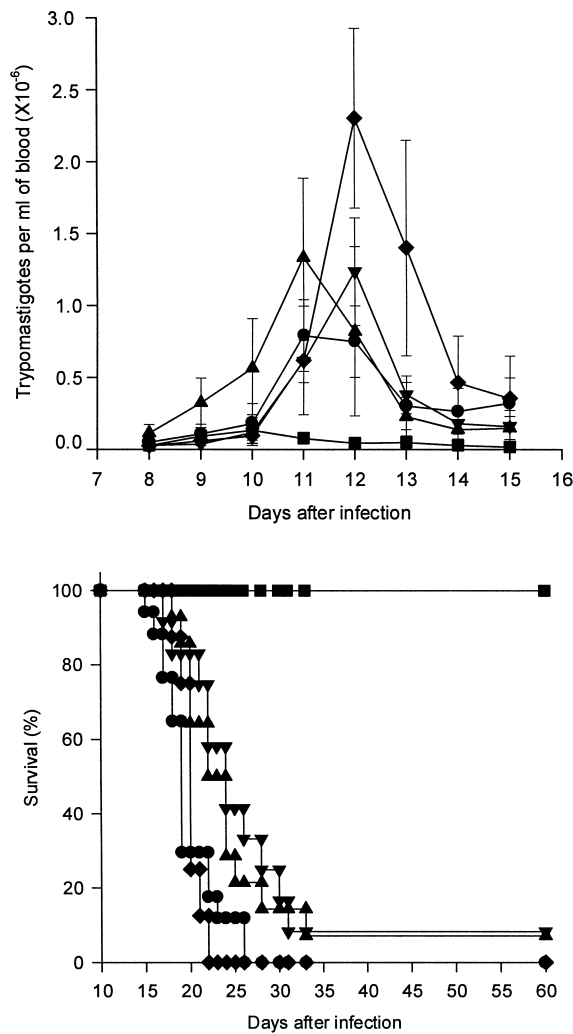 3.0
2.5
2.0
1.5
1.0
0.5
0.0
Trypomastigotes per ml of blood (X10-6)
7 8 9 10 11 12 13 14 15 16
Days after infection
100
80
60
40
20
0
Survival (%)
10 15 20 25 30 35 40 45 50 55 60
Days after infection